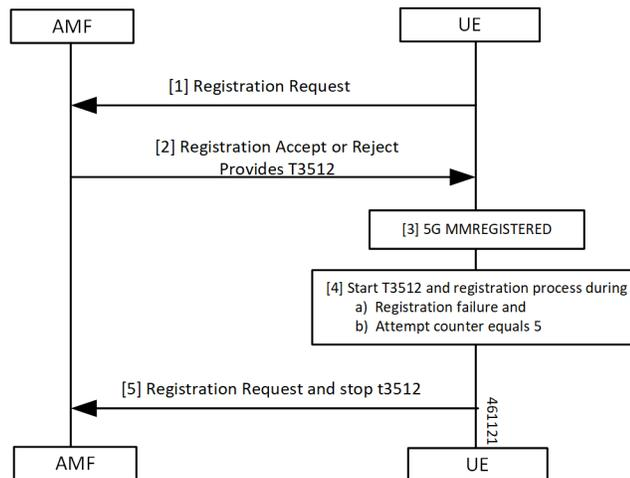 AMF
UE
[1] Registration Request
[2] Registration Accept or Reject
Provides T3512
[3] 5G MMREGISTERED
[4] Start T3512 and registration process during
a) Registration failure and
b) Attempt counter equals 5
[5] Registration Request and stop t3512
461121
AMF
UE